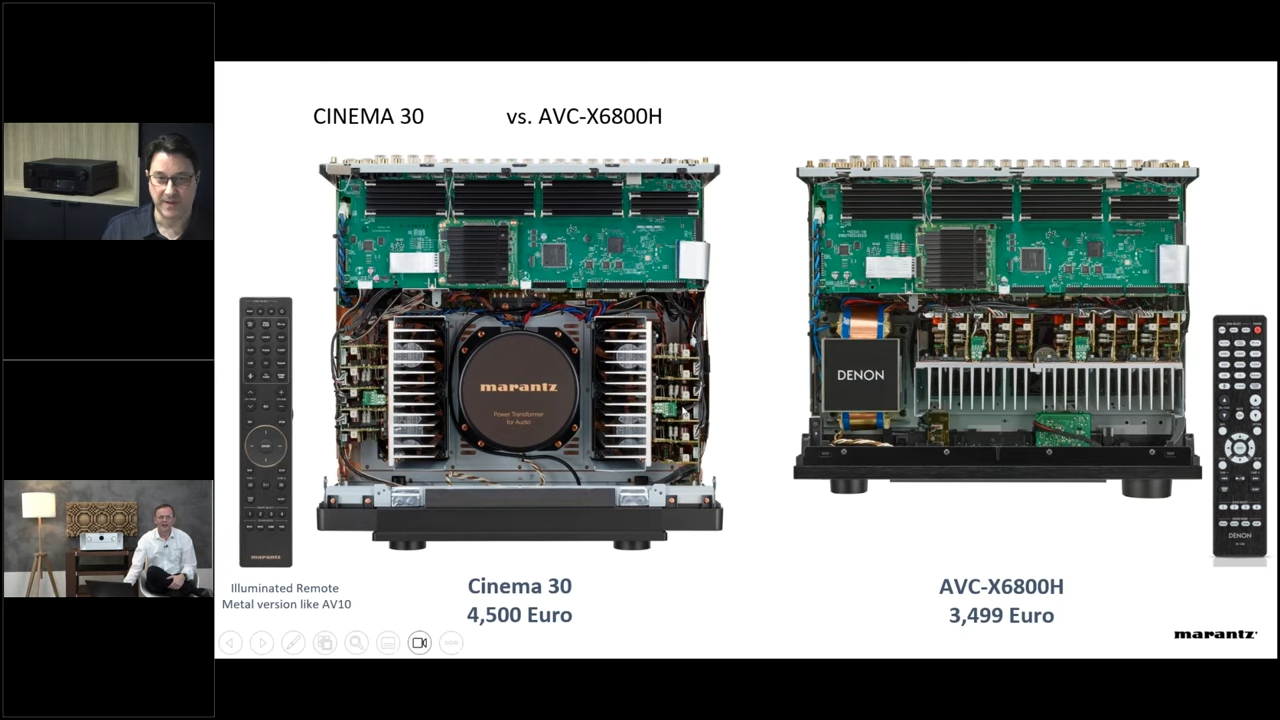 CINEMA 30 vs. AVC-X6800H
marantz
Power Transformer
for Audio
DENON
marantz
DENON
Illuminated Remote
Metal version like AV10
Cinema 30
4,500 Euro
AVC-X6800H
3,499 Euro
marantz